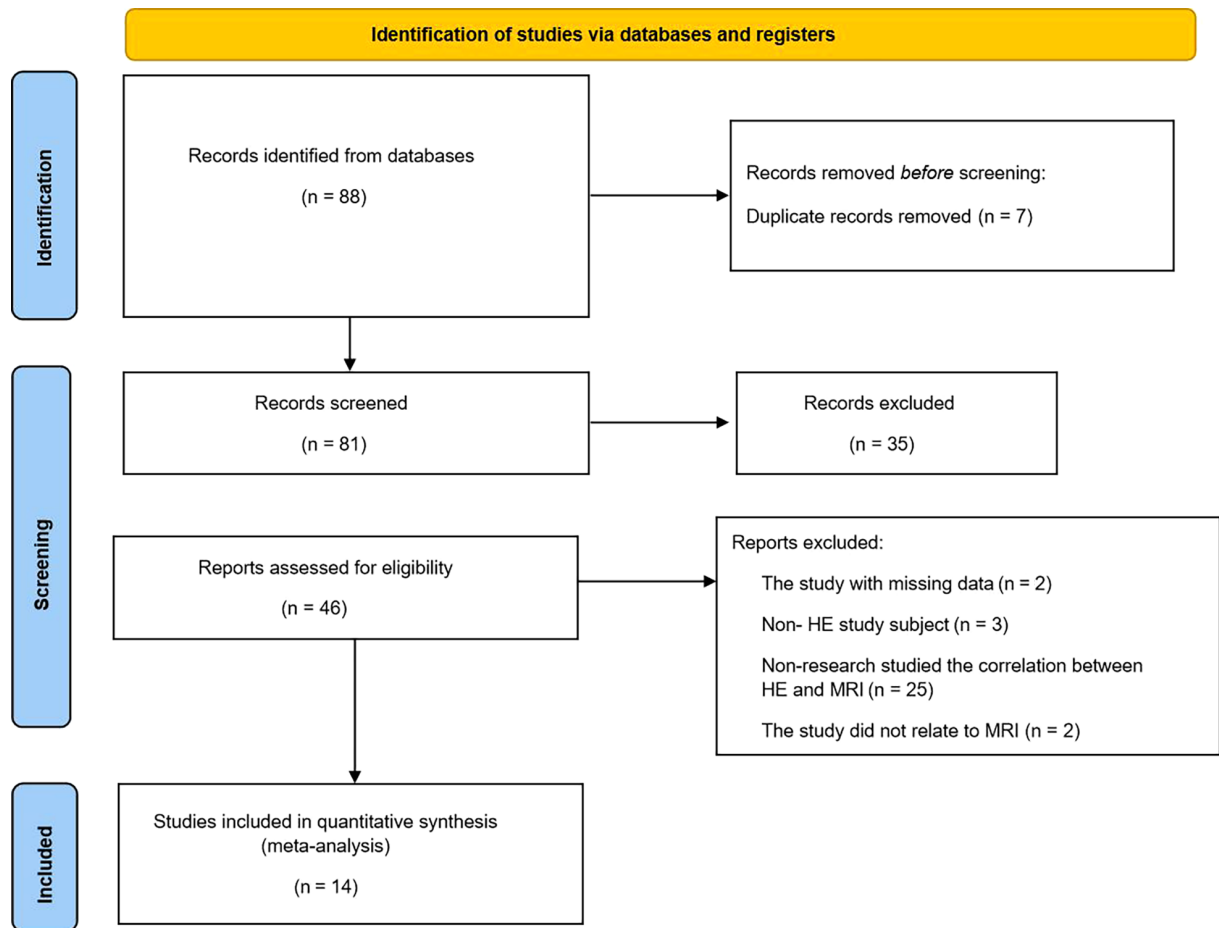 Identification of studies via databases and registers
Identification
Records identified from databases
(n = 88)
Records removed before screening:
Duplicate records removed (n = 7)
Screening
Records screened
(n = 81)
Records excluded
(n = 35)
Reports assessed for eligibility
(n = 46)
Reports excluded:
The study with missing data (n = 2)
Non- HE study subject (n = 3)
Non-research studied the correlation between
HE and MRI (n = 25)
The study did not relate to MRI (n = 2)
Included
Studies included in quantitative synthesis
(meta-analysis)
(n = 14)